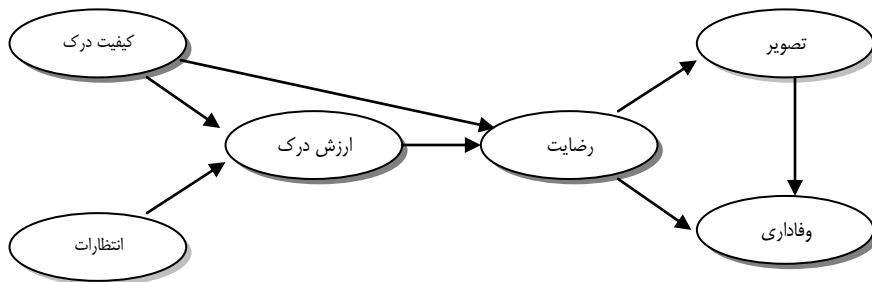 کیفیت درک
تصویر
ارزش درک
رضایت
انتظارات
وفاداری